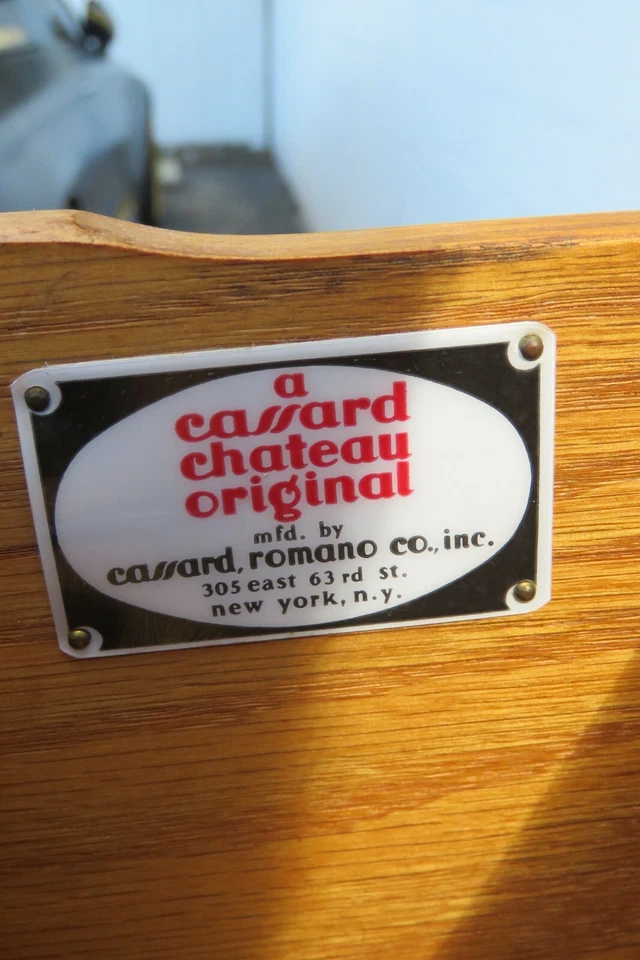 a
cassard
chateau
original
mfd. by
cassard, romano co., inc.
305 east 63rd st.
new york, n.y.